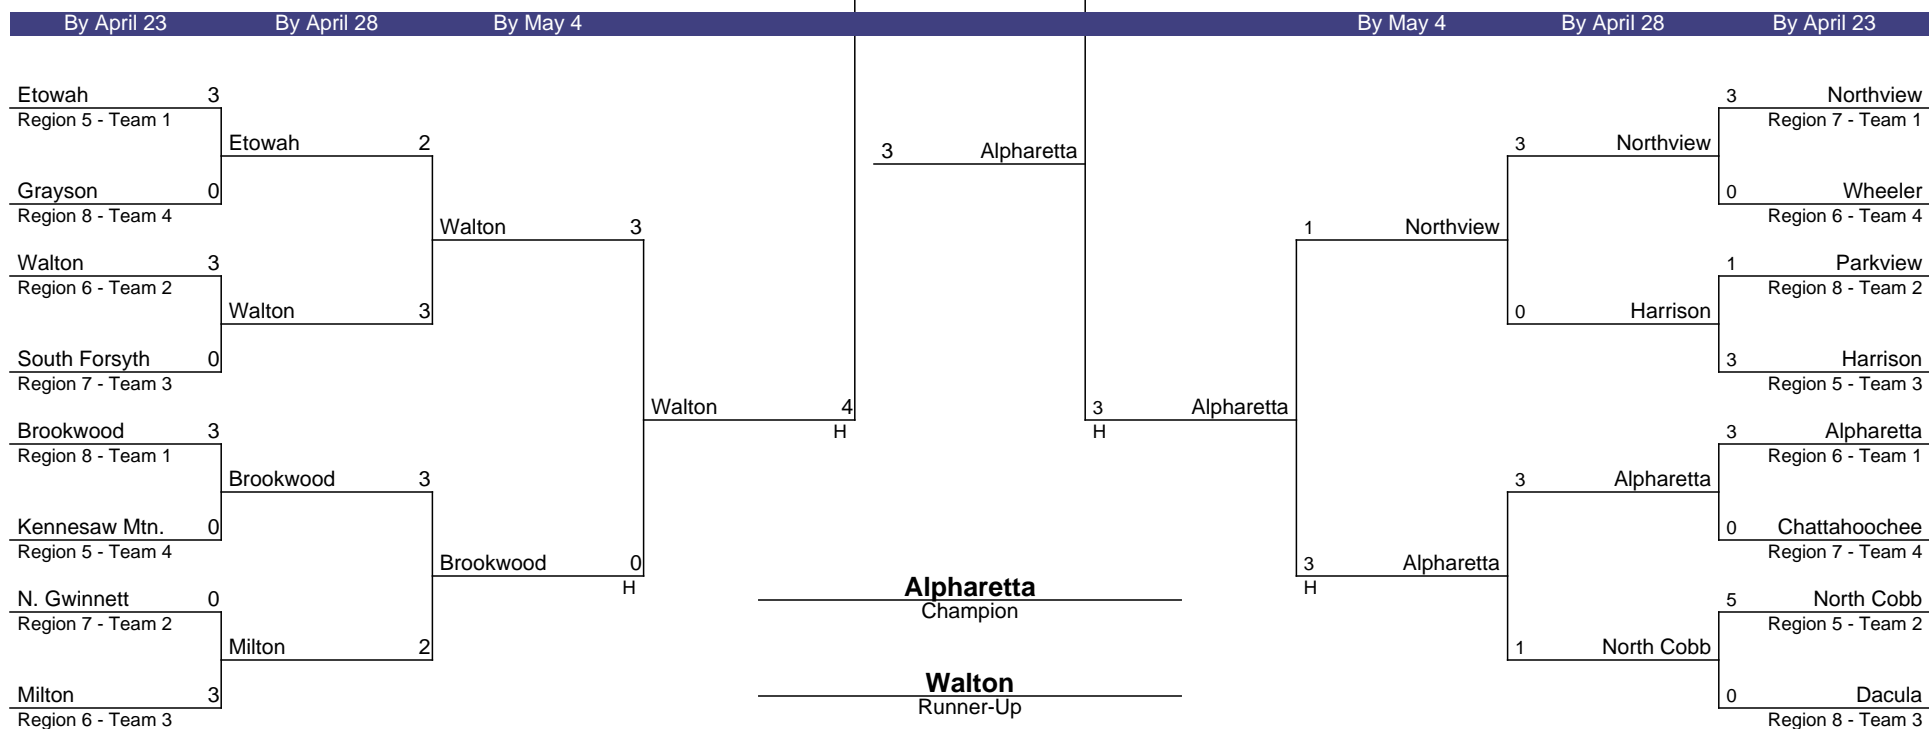 By April 23 By April 28 By May 4 By May 4 By April 28 By April 23
Etowah 3
Region 5 - Team 1
Grayson 0
Region 8 - Team 4
Walton 3
Region 6 - Team 2
South Forsyth 0
Region 7 - Team 3
Brookwood 3
Region 8 - Team 1
Kennesaw Mtn. 0
Region 5 - Team 4
N. Gwinnett 0
Region 7 - Team 2
Milton 3
Region 6 - Team 3
Etowah 2
Walton 3
Brookwood 3
Milton 2
Walton 3
Brookwood 0
H
Walton 4
H
3 Alpharetta
Alpharetta
Champion
Walton
Runner-Up
3 Alpharetta
H
1 Northview
3 Alpharetta
H
3 Northview
0 Harrison
3 Alpharetta
1 North Cobb
3 Northview
Region 7 - Team 1
0 Wheeler
Region 6 - Team 4
1 Parkview
Region 8 - Team 2
3 Harrison
Region 5 - Team 3
3 Alpharetta
Region 6 - Team 1
0 Chattahoochee
Region 7 - Team 4
5 North Cobb
Region 5 - Team 2
0 Dacula
Region 8 - Team 3